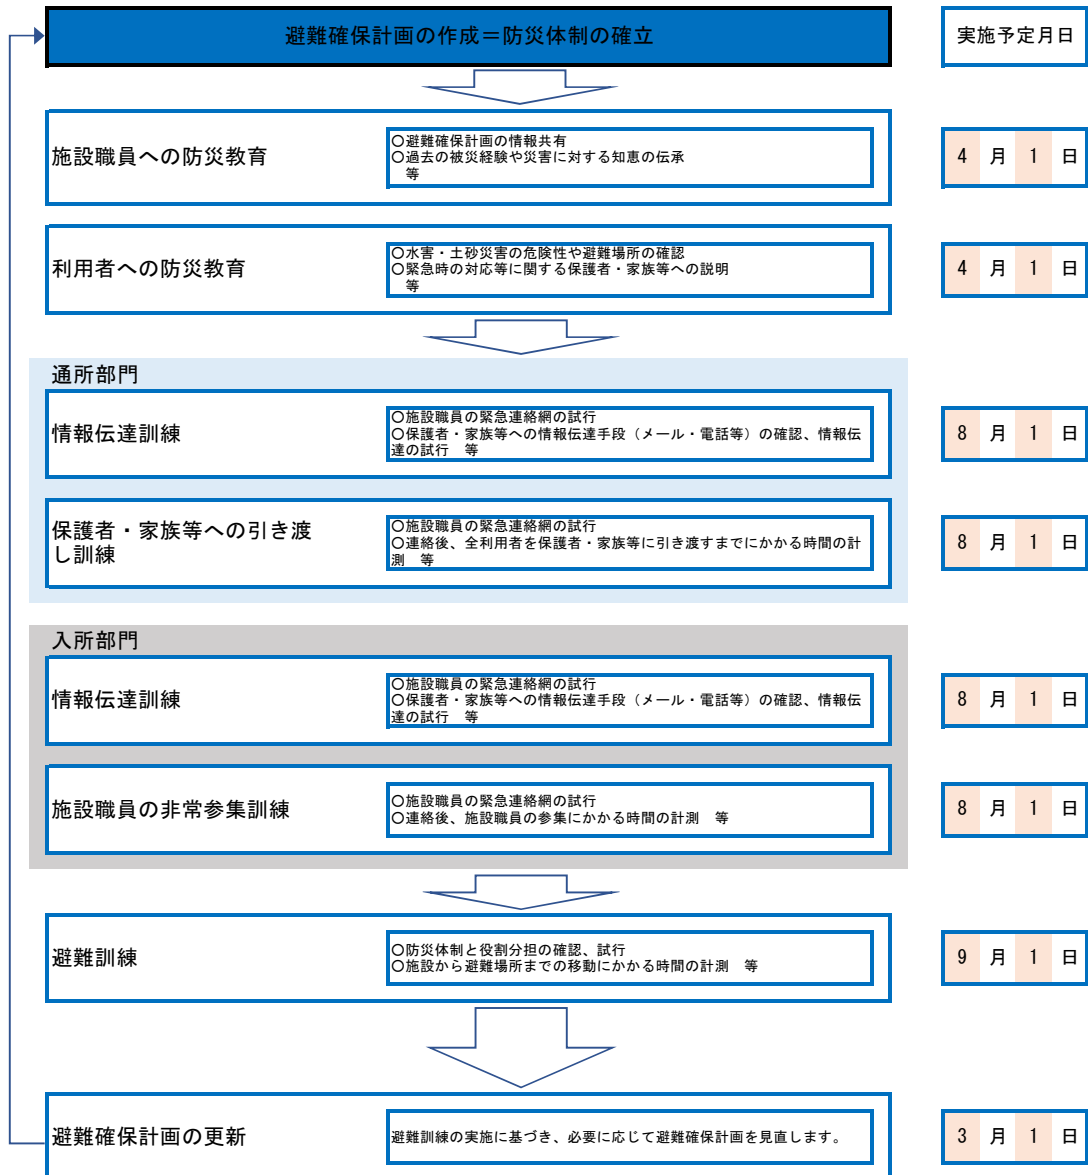 避難確保計画の作成＝防災体制の確立
実施予定月日
施設職員への防災教育
〇避難確保計画の情報共有
〇過去の被災経験や災害に対する知恵の伝承
等
4 月 1 日
利用者への防災教育
〇水害・土砂災害の危険性や避難場所の確認
〇緊急時の対応等に関する保護者・家族等への説明
等
4 月 1 日
通所部門
情報伝達訓練
〇施設職員の緊急連絡網の試行
〇保護者・家族等への情報伝達手段（メール・電話等）の確認、情報伝
達の試行　等
8 月 1 日
保護者・家族等への引き渡
し訓練
〇施設職員の緊急連絡網の試行
〇連絡後、全利用者を保護者・家族等に引き渡すまでにかかる時間の計
測　等
8 月 1 日
入所部門
情報伝達訓練
〇施設職員の緊急連絡網の試行
〇保護者・家族等への情報伝達手段（メール・電話等）の確認、情報伝
達の試行　等
8 月 1 日
施設職員の非常参集訓練
〇施設職員の緊急連絡網の試行
〇連絡後、施設職員の参集にかかる時間の計測　等
8 月 1 日
避難訓練
〇防災体制と役割分担の確認、試行
〇施設から避難場所までの移動にかかる時間の計測　等
9 月 1 日
避難確保計画の更新
避難訓練の実施に基づき、必要に応じて避難確保計画を見直します。
3 月 1 日